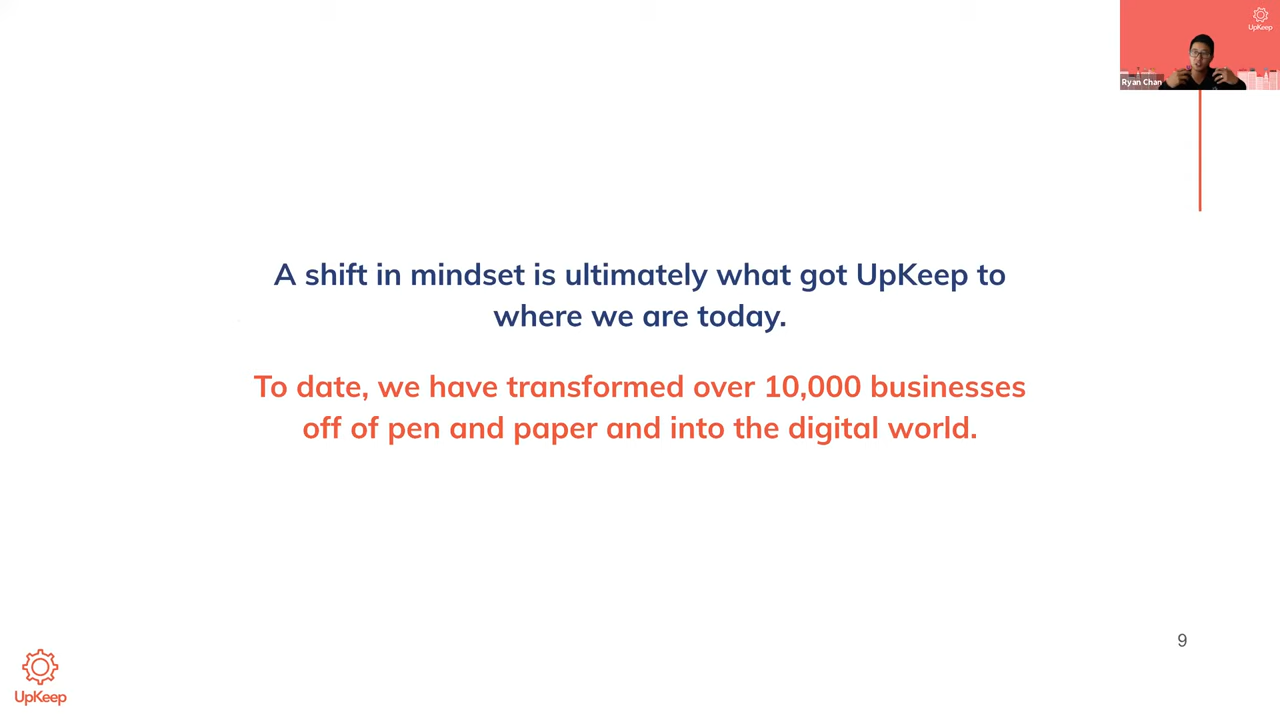 UpKeep
Ryan Chan
A shift in mindset is ultimately what got UpKeep to
where we are today.
To date, we have transformed over 10,000 businesses
off of pen and paper and into the digital world.
9
UpKeep